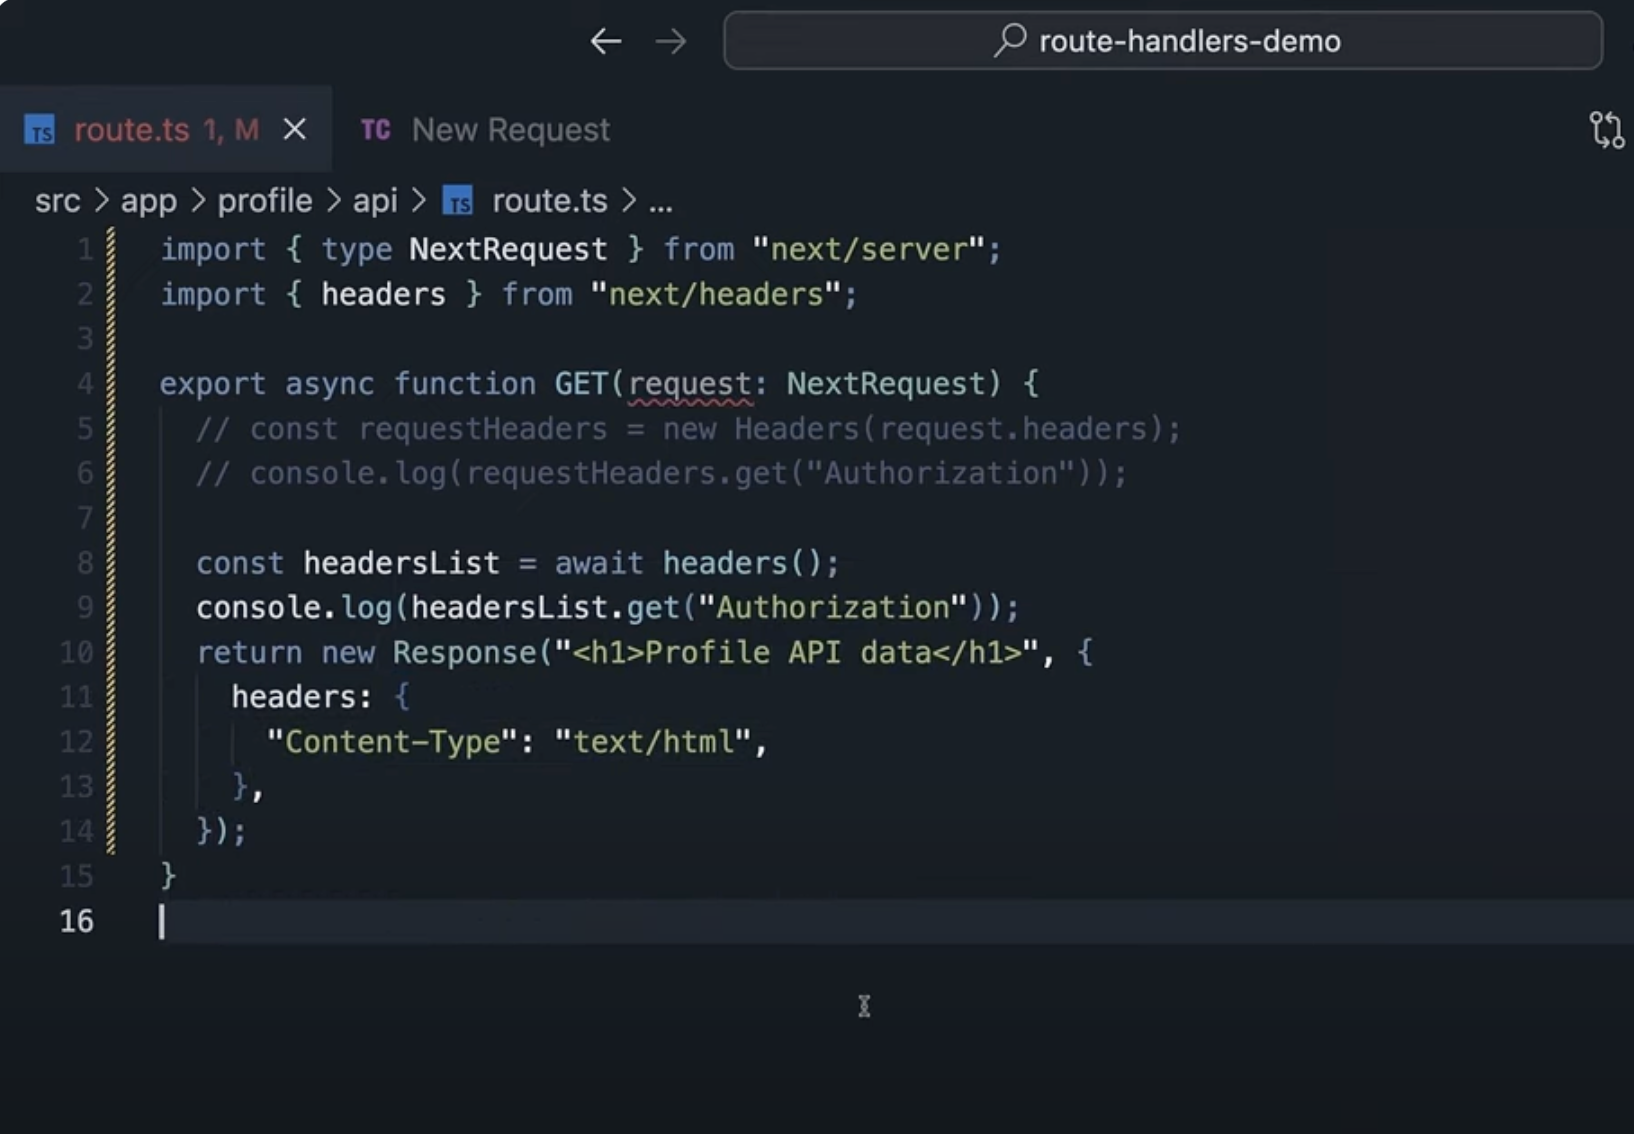 route-handlers-demo
TS route.ts 1, M
TC New Request
src > app > profile > api > TS route.ts > ...
1 import { type NextRequest } from "next/server";
2 import { headers } from "next/headers";
3
4 export async function GET(request: NextRequest) {
5   // const requestHeaders = new Headers(request.headers);
6   // console.log(requestHeaders.get("Authorization"));
7
8   const headersList = await headers();
9   console.log(headersList.get("Authorization"));
10   return new Response("<h1>Profile API data</h1>", {
11     headers: {
12       "Content-Type": "text/html",
13     },
14   });
15 }
16